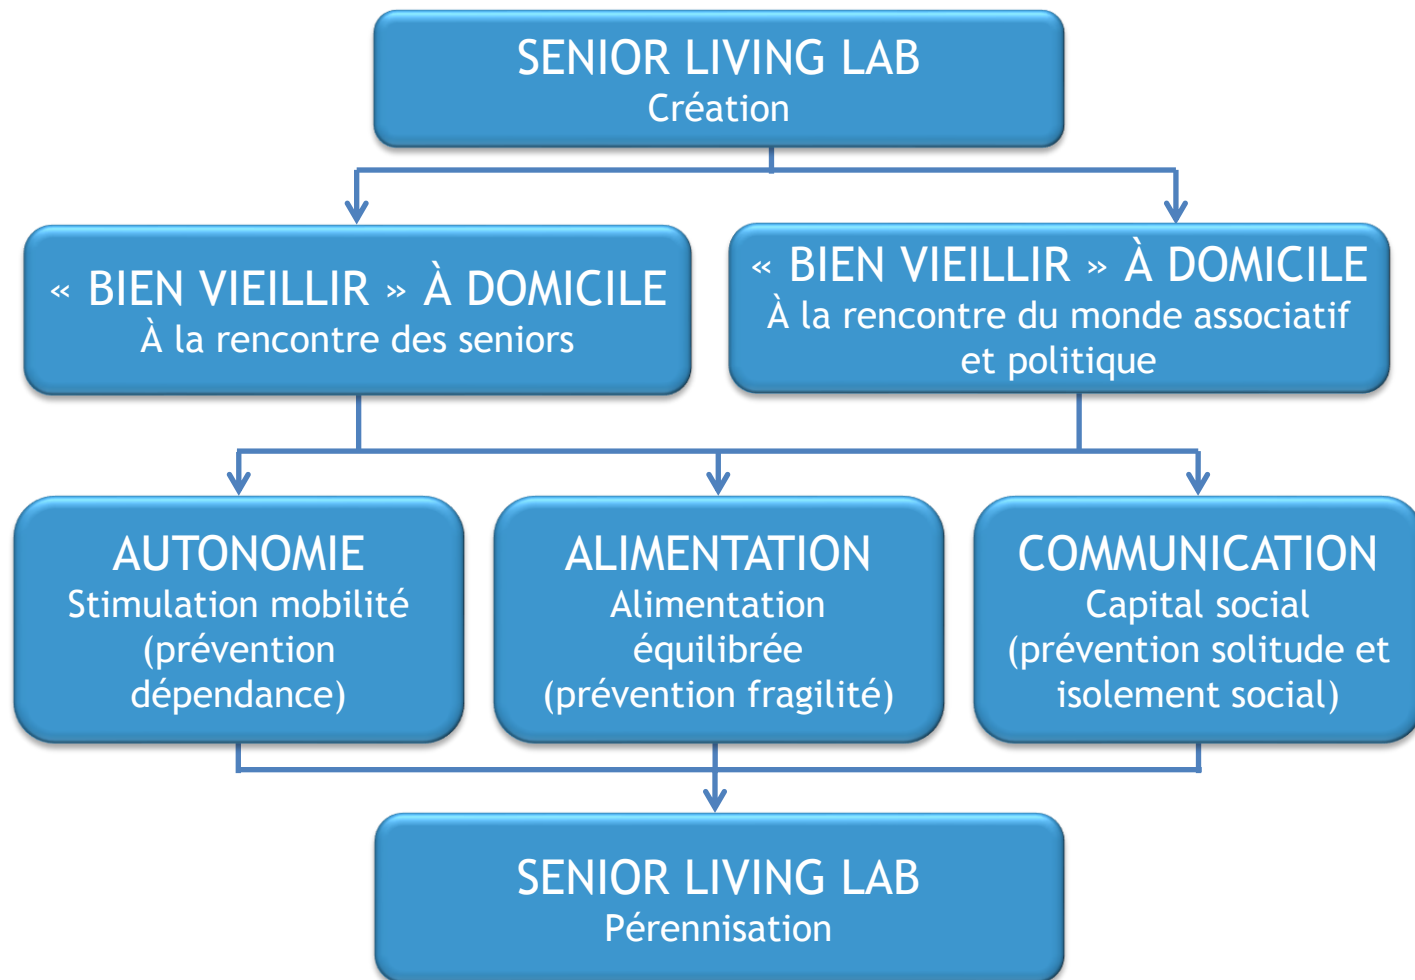 SENIOR LIVING LAB
Création
« BIEN VIEILLIR » À DOMICILE
À la rencontre des seniors
« BIEN VIEILLIR » À DOMICILE
À la rencontre du monde associatif
et politique
AUTONOMIE
Stimulation mobilité
(prévention
dépendance)
ALIMENTATION
Alimentation
équilibrée
(prévention fragilité)
COMMUNICATION
Capital social
(prévention solitude et
isolement social)
SENIOR LIVING LAB
Pérennisation